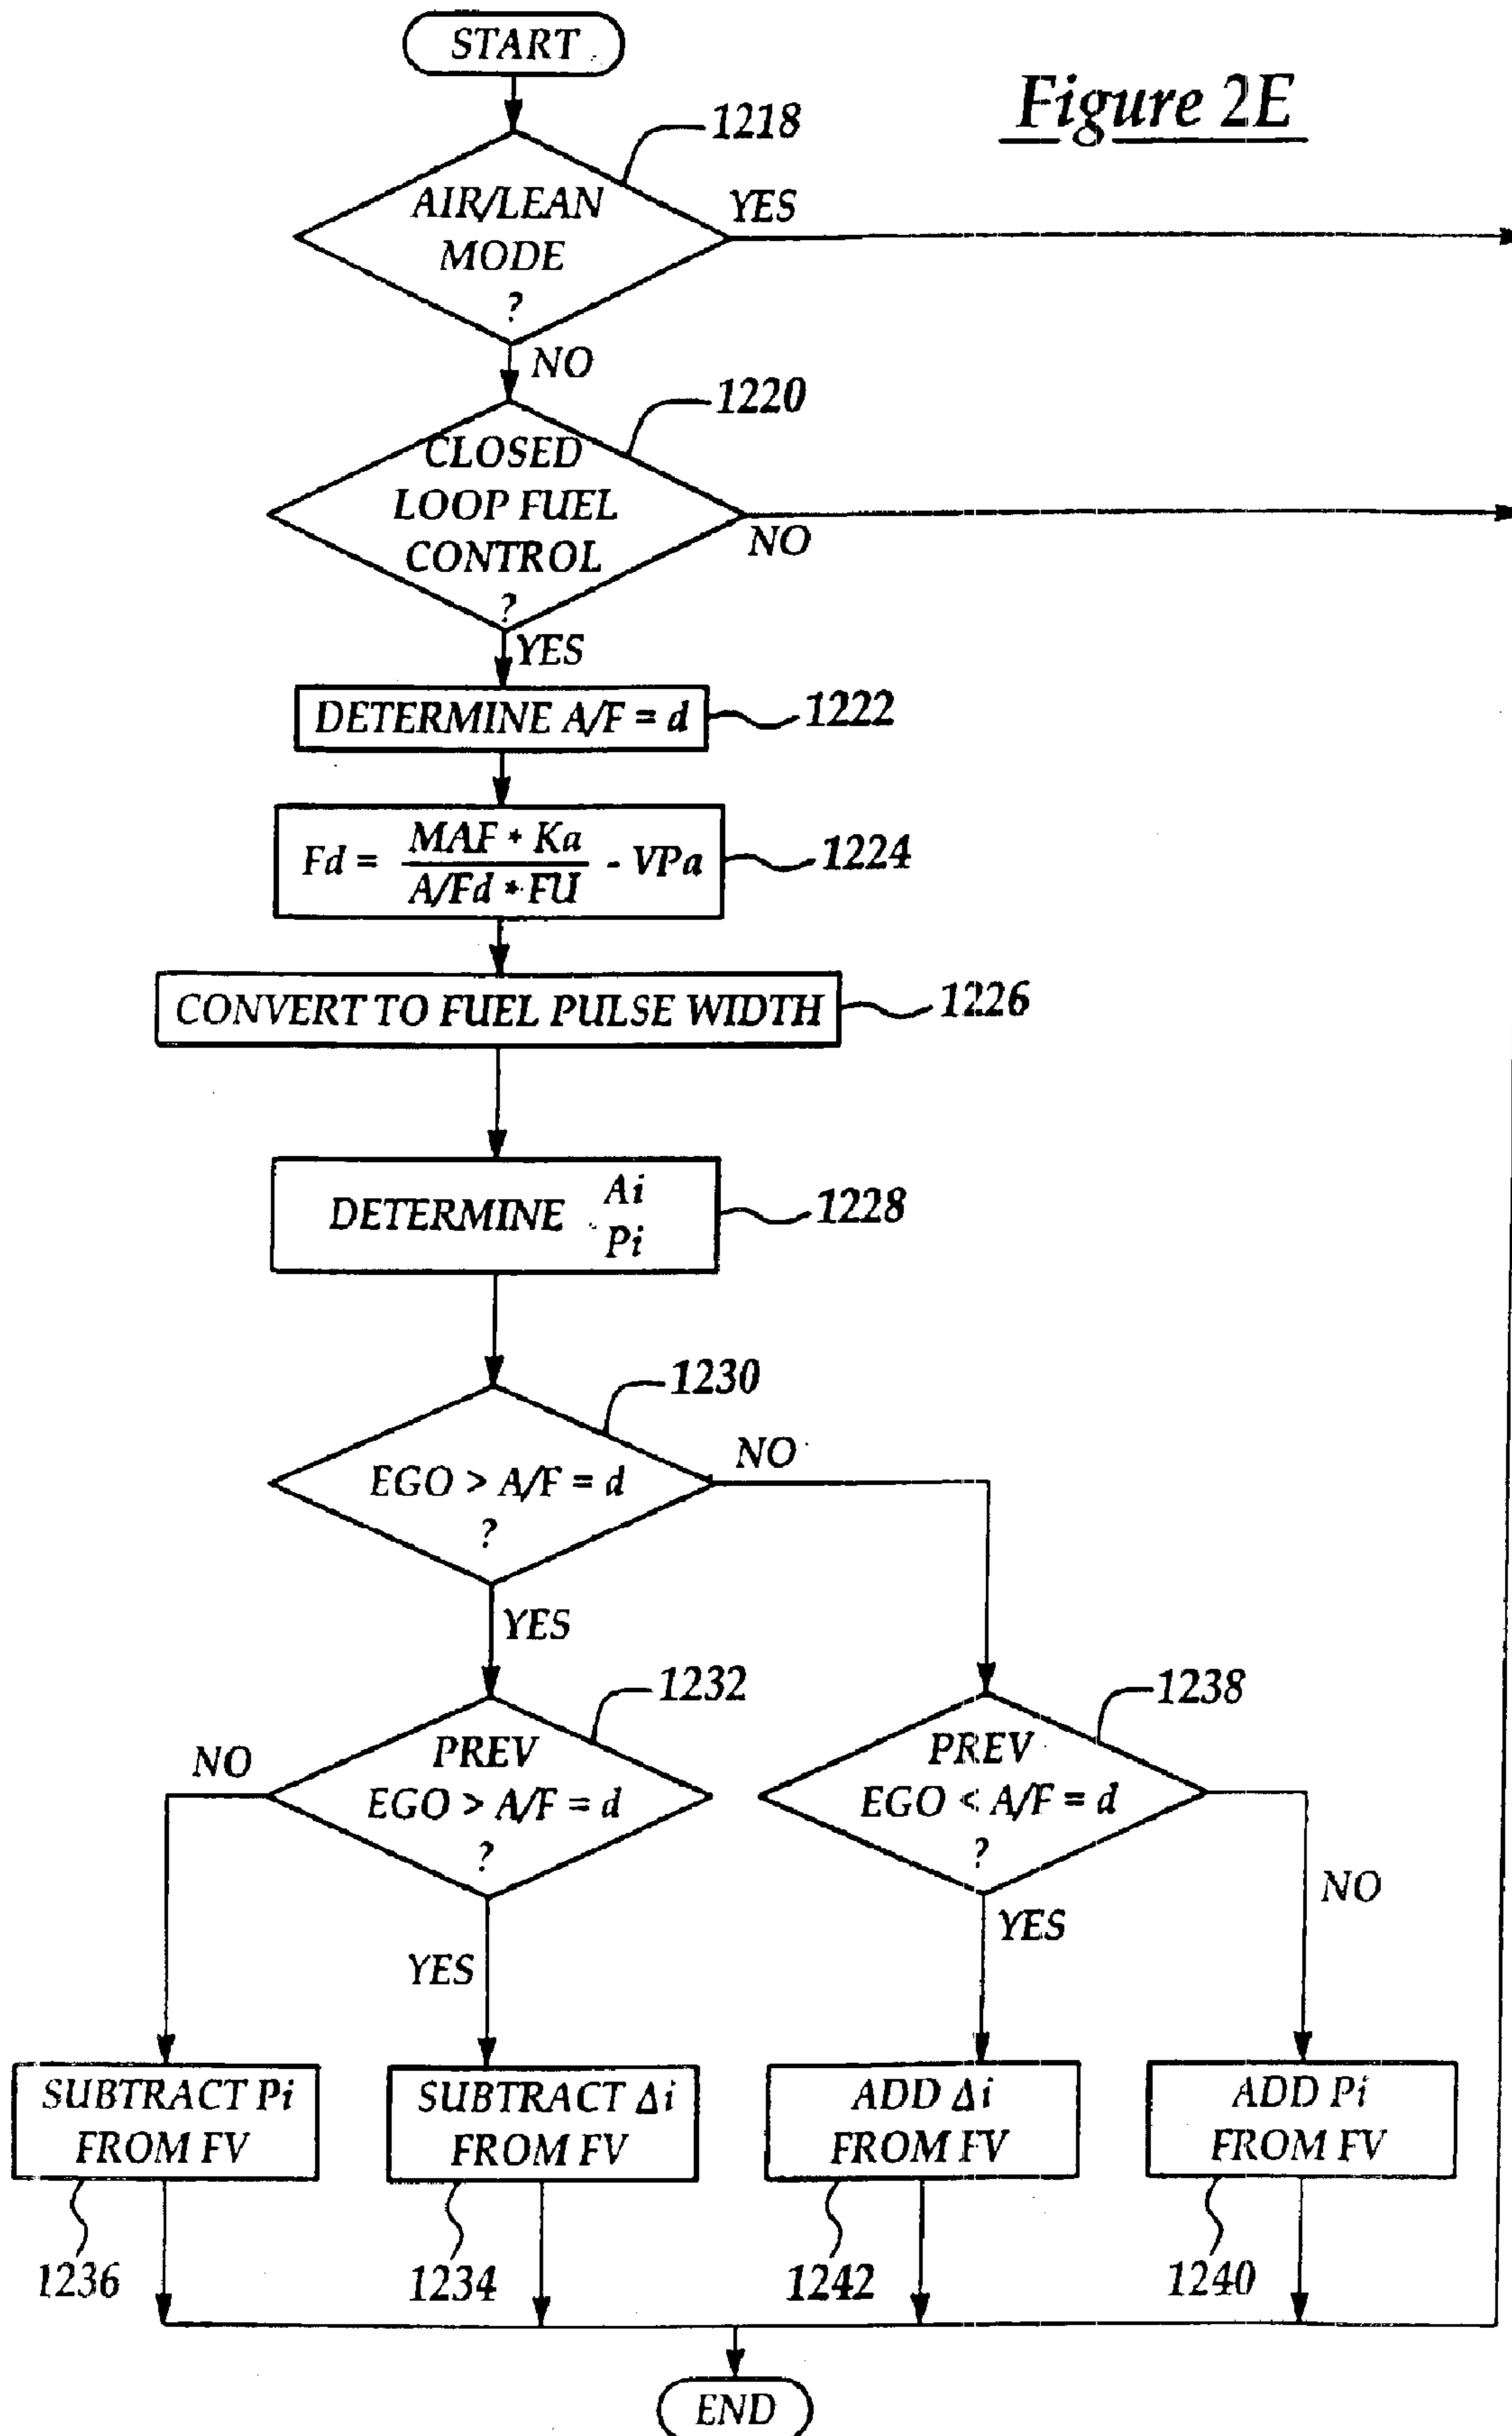 START
Figure 2E
1218
AIR/LEAN
MODE
?
YES
NO
1220
CLOSED
LOOP FUEL
CONTROL
?
NO
YES
DETERMINE A/F = d
1222
Fd = MAF * Ka / A/Fd * FU - VPa
1224
CONVERT TO FUEL PULSE WIDTH
1226
DETERMINE Ai
Pi
1228
1230
EGO > A/F = d
?
NO
YES
1232
PREV
EGO > A/F = d
?
NO
YES
1238
PREV
EGO < A/F = d
?
YES
NO
SUBTRACT Pi
FROM FV
SUBTRACT Δi
FROM FV
ADD Δi
FROM FV
ADD Pi
FROM FV
1236
1234
1242
1240
END